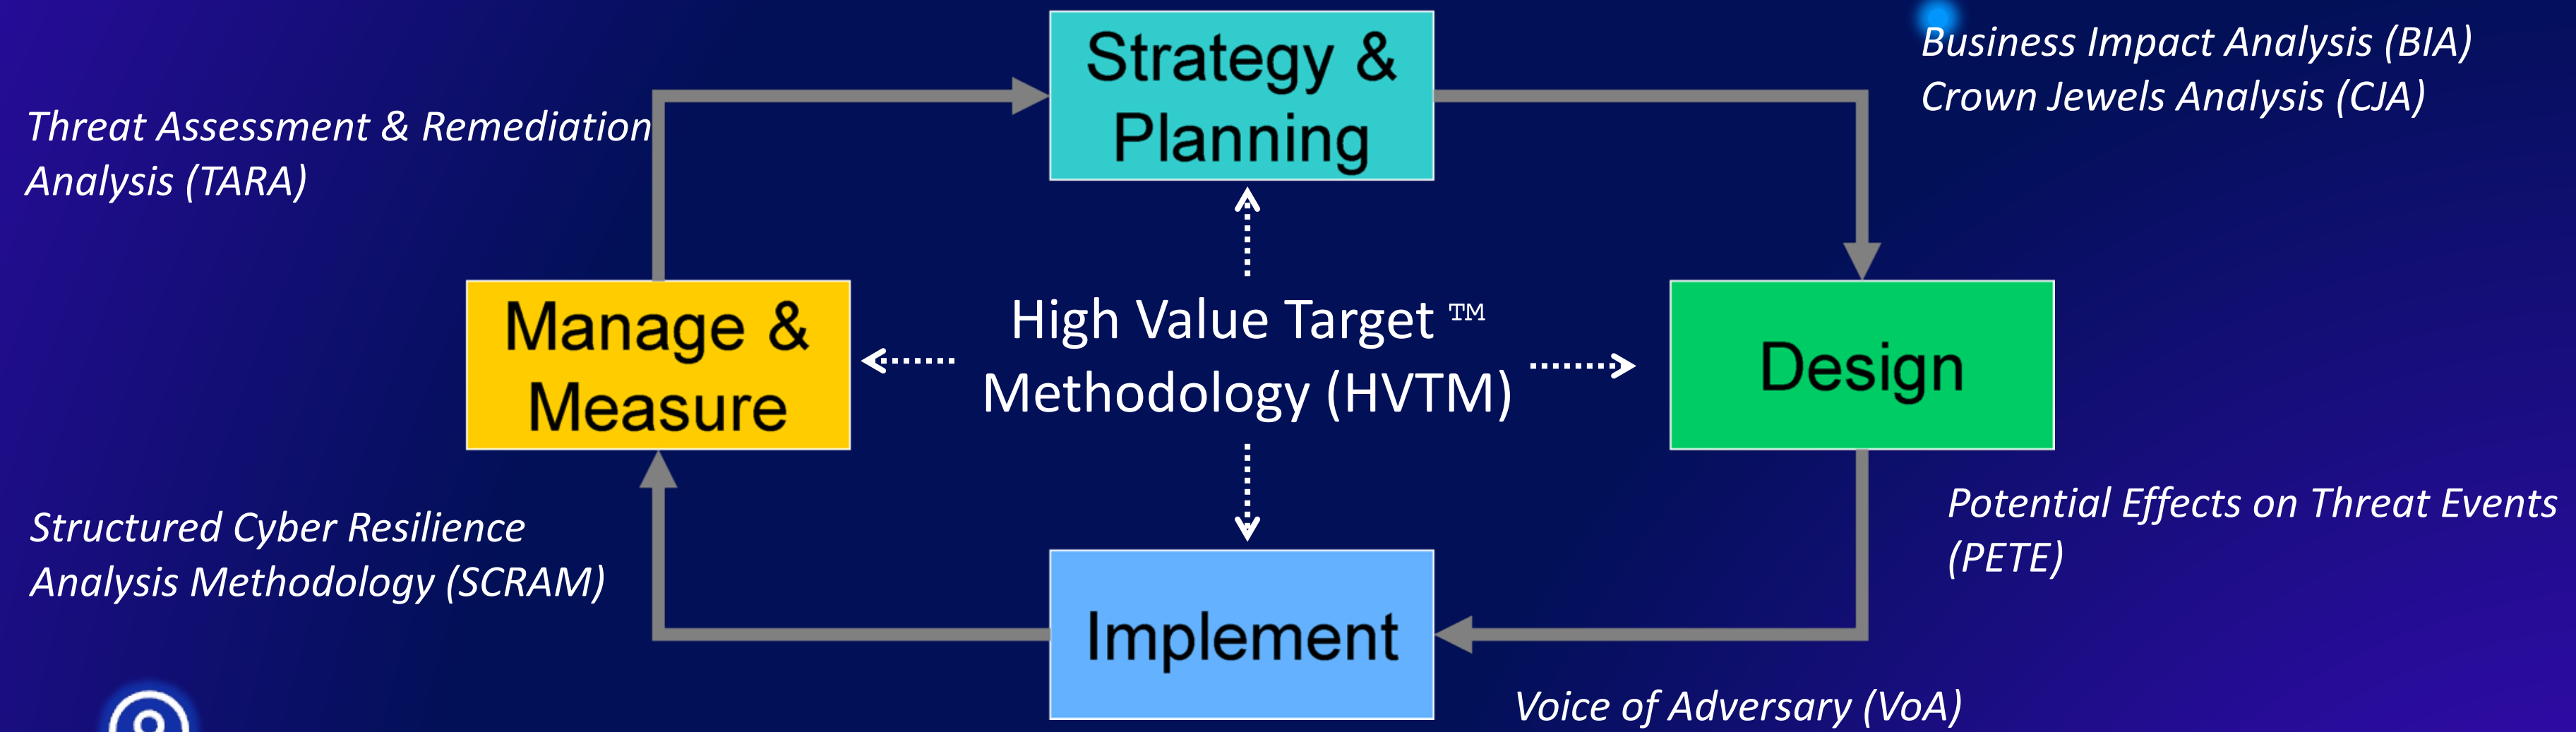 Strategy &
Planning
Business Impact Analysis (BIA)
Crown Jewels Analysis (CJA)
Threat Assessment & Remediation
Analysis (TARA)
Manage &
Measure
High Value Target ™
Methodology (HVTM)
Design
Structured Cyber Resilience
Analysis Methodology (SCRAM)
Potential Effects on Threat Events
(PETE)
Implement
Voice of Adversary (VoA)